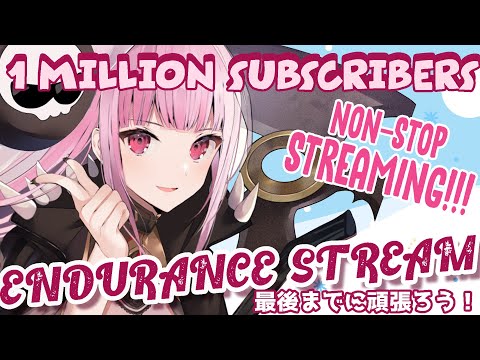 1 MILLION SUBSCRIBERS
NON-STOP
STREAMING!!!
ENDURANCE STREAM
最後までに頑張ろう!